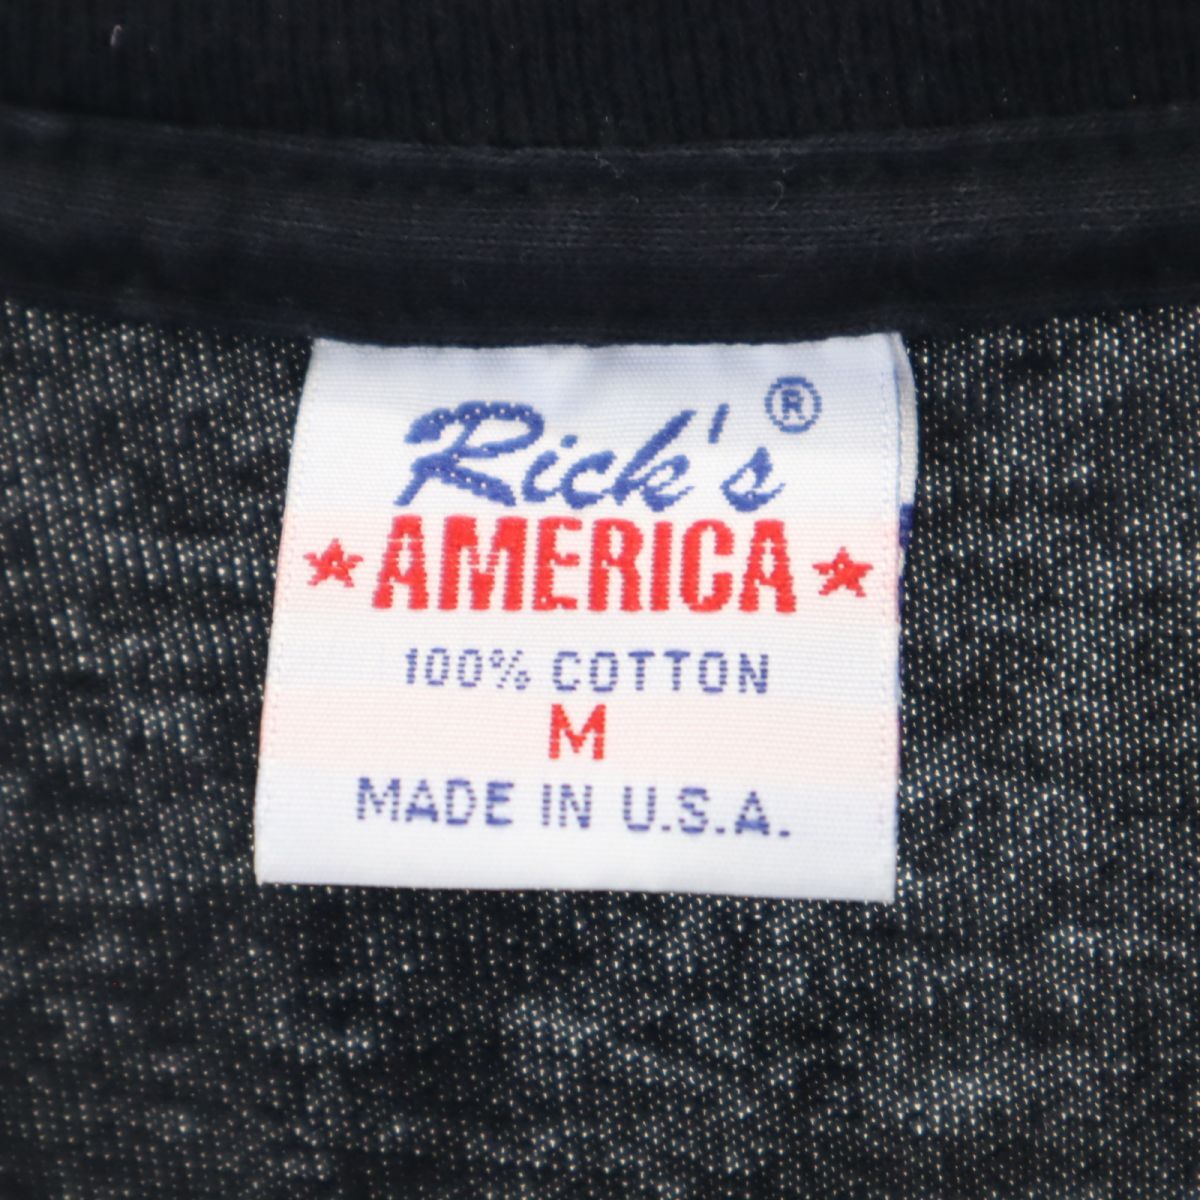 Rick's ®
★ AMERICA ★
100% COTTON
M
MADE IN U.S.A.